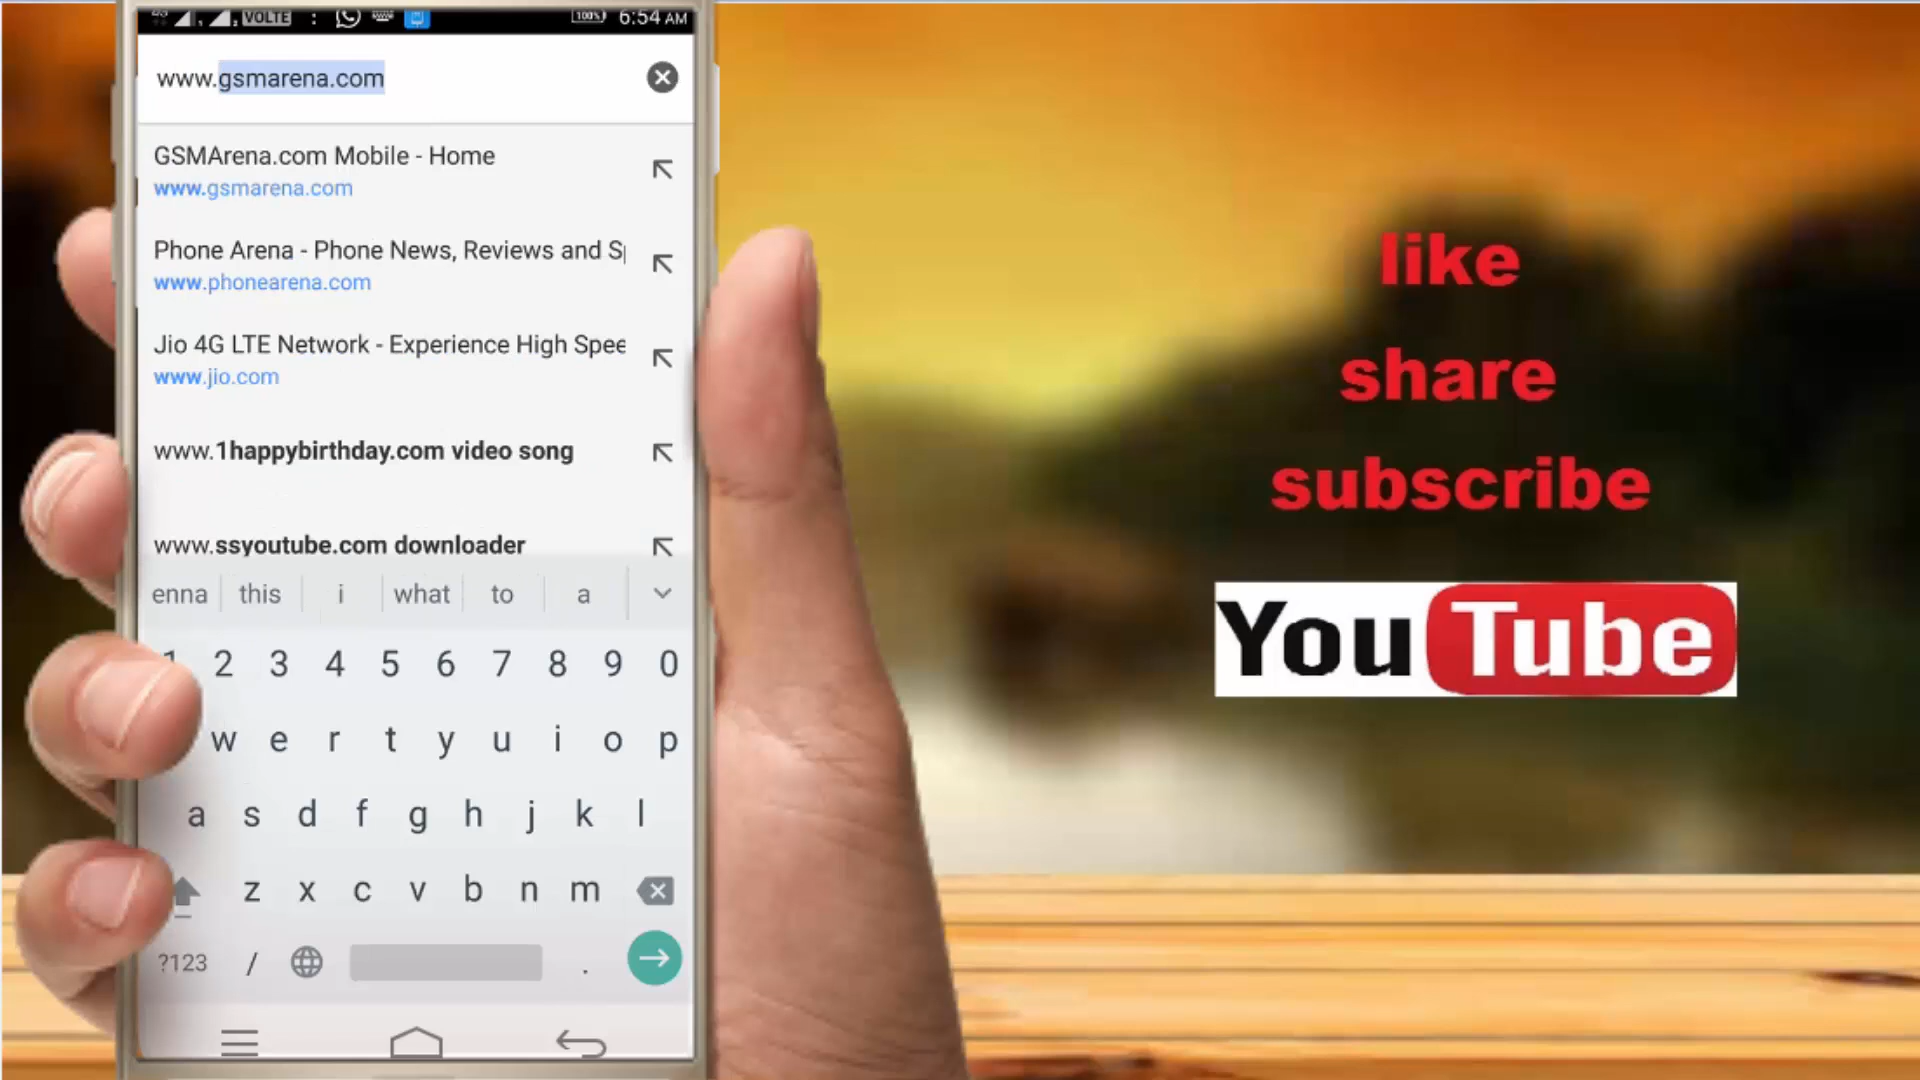 4G VOLTE : 100% 6:54 AM
www.gsmarena.com
GSMArena.com Mobile - Home
www.gsmarena.com
Phone Arena - Phone News, Reviews and S
www.phonearena.com
Jio 4G LTE Network - Experience High Spee
www.jio.com
www.1happybirthday.com video song
www.ssyoutube.com downloader
enna this i what to a
1 2 3 4 5 6 7 8 9 0
w e r t y u i o p
a s d f g h j k l
z x c v b n m
?123 / .
like
share
subscribe
YouTube